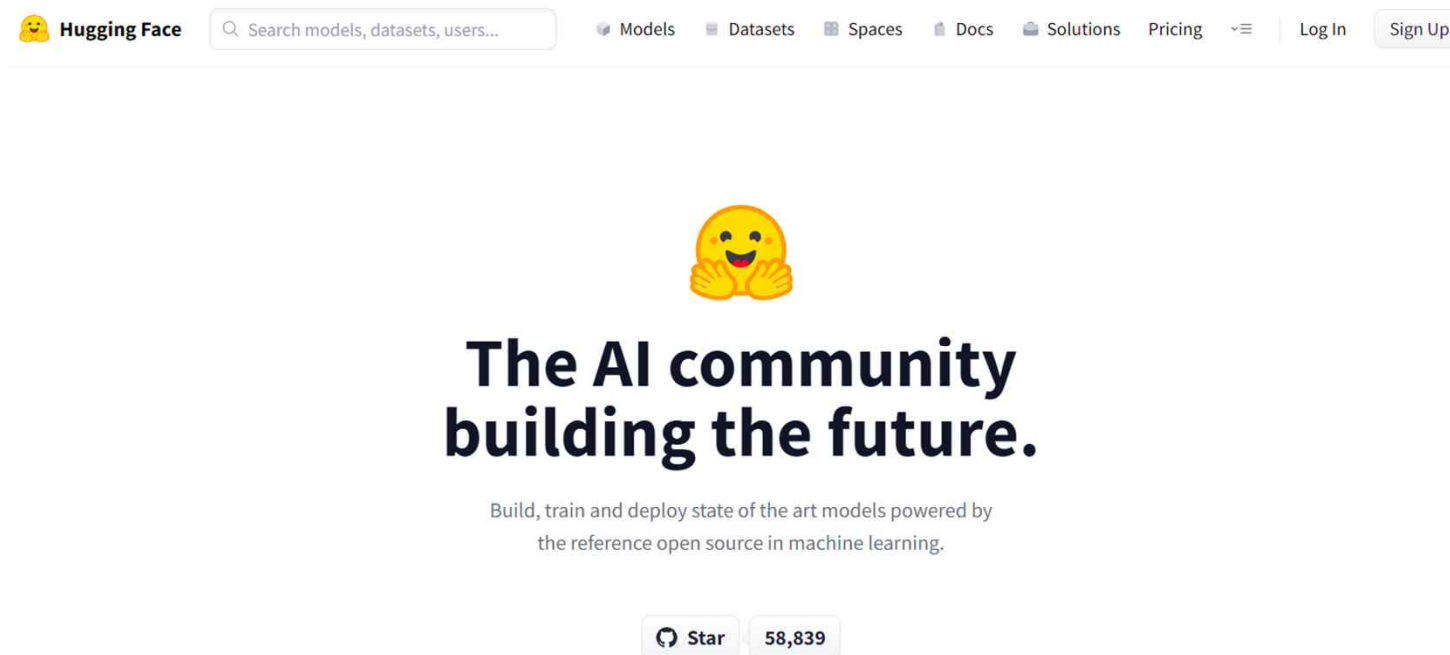 Hugging Face
Search models, datasets, users...
Models
Datasets
Spaces
Docs
Solutions
Pricing
Log In
Sign Up
The AI community
building the future.
Build, train and deploy state of the art models powered by
the reference open source in machine learning.
Star
58,839